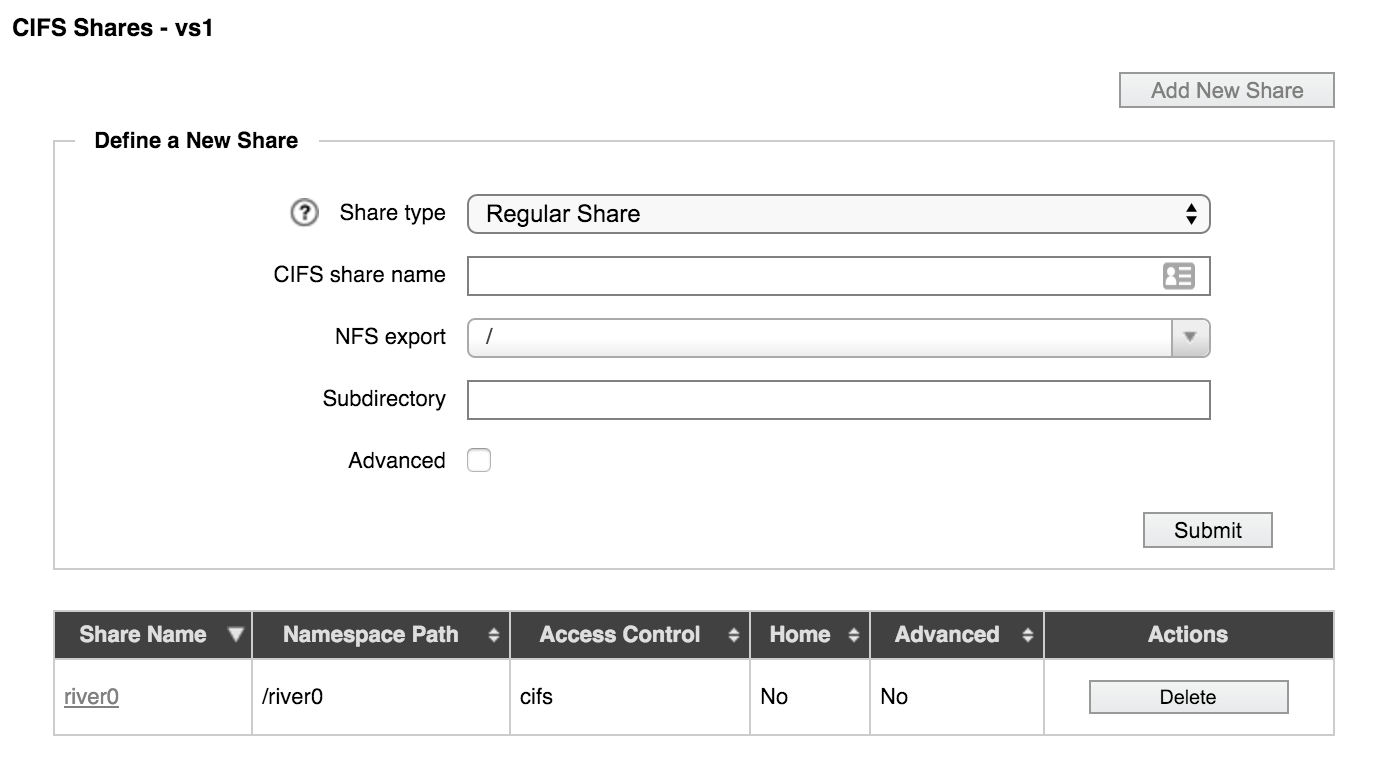 CIFS Shares - vs1
Add New Share
Define a New Share
? Share type Regular Share
CIFS share name
NFS export /
Subdirectory
Advanced
Submit
Share Name Namespace Path Access Control Home Advanced Actions
river0 /river0 cifs No No Delete